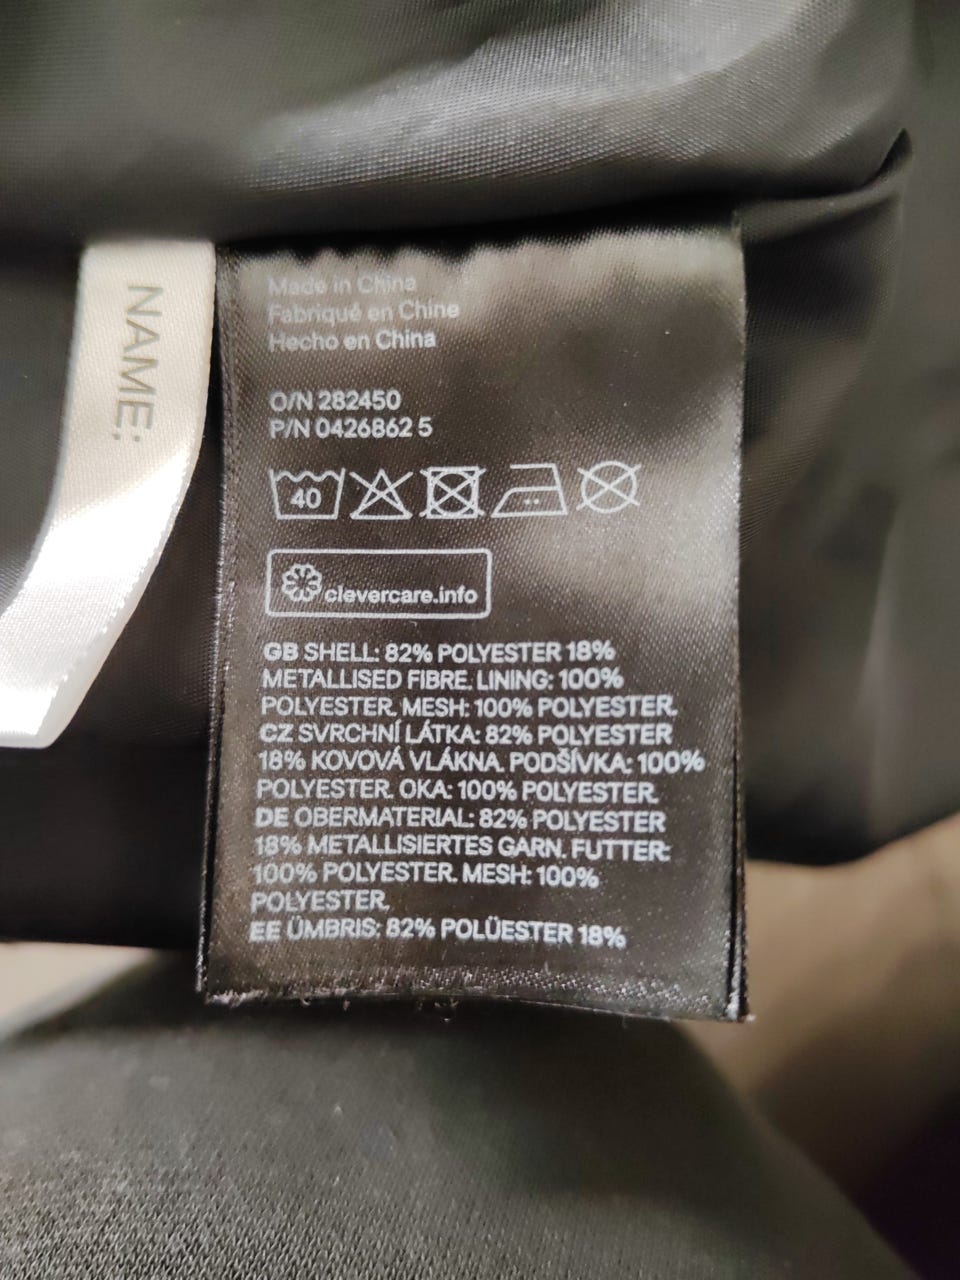 NAME:
Made in China
Fabriqué en Chine
Hecho en China
O/N 282450
P/N 0426862 5
40
clevercare.info
GB SHELL: 82% POLYESTER 18%
METALLISED FIBRE. LINING: 100%
POLYESTER. MESH: 100% POLYESTER.
CZ SVRCHNÍ LÁTKA: 82% POLYESTER
18% KOVOVÁ VLÁKNA. PODŠÍVKA: 100%
POLYESTER. OKA: 100% POLYESTER.
DE OBERMATERIAL: 82% POLYESTER
18% METALLISIERTES GARN. FUTTER:
100% POLYESTER. MESH: 100%
POLYESTER.
EE ÜMBRIS: 82% POLÜESTER 18%